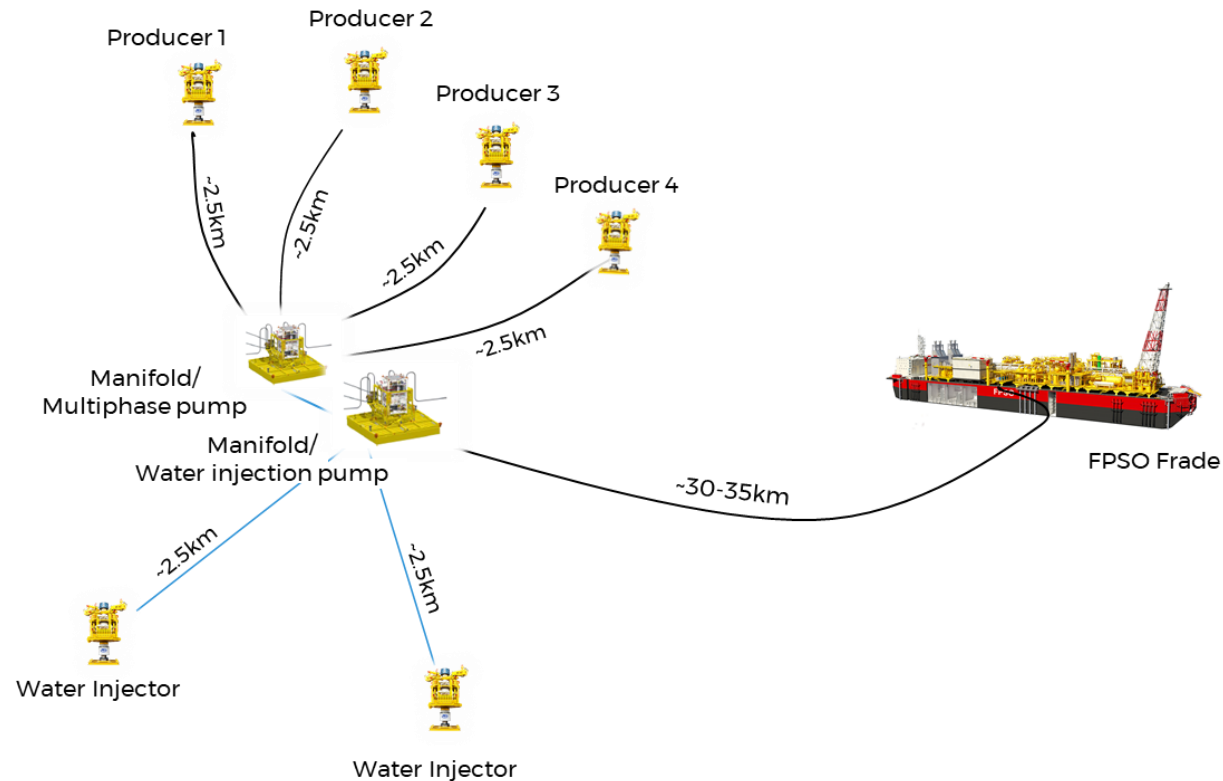 Producer 1
Producer 2
Producer 3
Producer 4
~2.5km
~2.5km
~2.5km
~2.5km
Manifold/
Multiphase pump
Manifold/
Water injection pump
~30-35km
FPSO
FPSO Frade
~2.5km
~2.5km
Water Injector
Water Injector